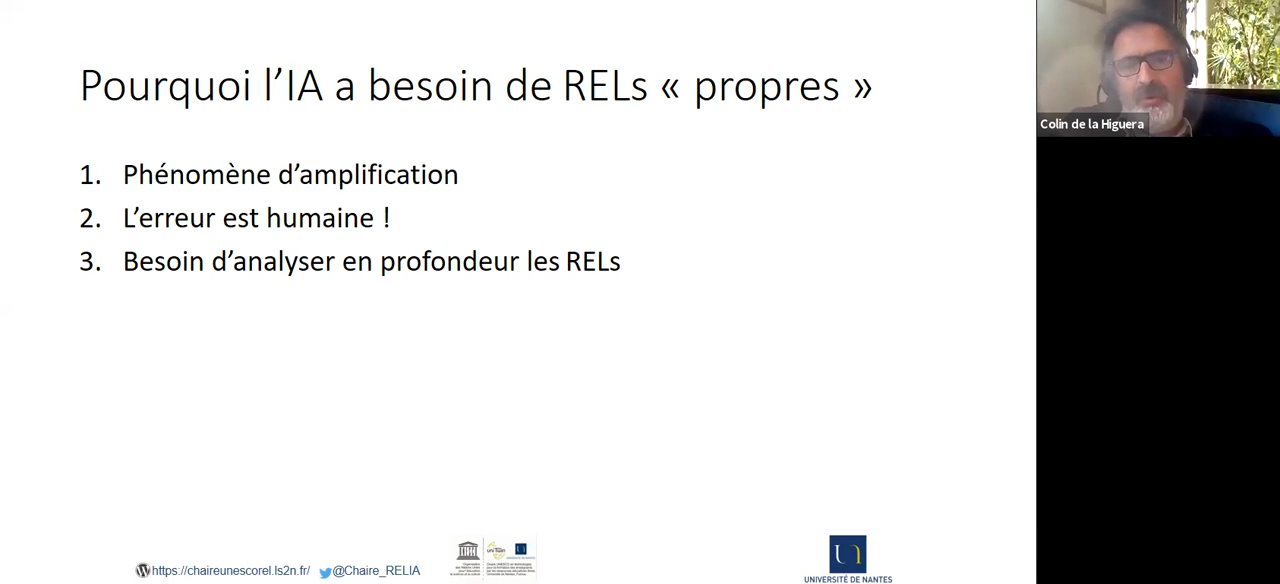 Pourquoi l’IA a besoin de RELs « propres »
1. Phénomène d’amplification
2. L’erreur est humaine !
3. Besoin d’analyser en profondeur les RELs
Colin de la Higuera
https://chaireunescorel.ls2n.fr/
@Chaire_RELIA
UNIVERSITÉ DE NANTES